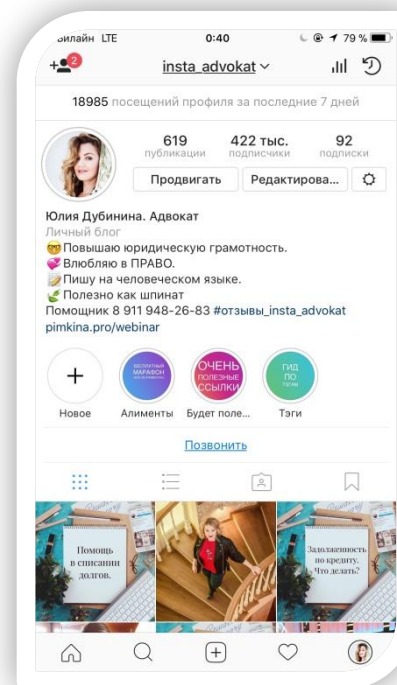 Билайн LTE 0:40 79 %
2
insta_advokat
18985 посещений профиля за последние 7 дней
619 422 тыс. 92
публикации подписчики подписки
Продвигать Редактирова...
Юлия Дубинина. Адвокат
Личный блог
Повышаю юридическую грамотность.
Влюбляю в ПРАВО.
Пишу на человеческом языке.
Полезно как шпинат
Помощник 8 911 948-26-83 #отзывы_insta_advokat
pimkina.pro/webinar
БЕСПЛАТНЫЙ
МАРАФОН
ОЧЕНЬ
ПОЛЕЗНЫЕ
ССЫЛКИ
ГИД
ПО
ТЭГАМ
Новое Алименты Будет поле... Тэги
Позвонить
Помощь
в списании
долгов.
Задолженность
по кредиту.
Что делать?